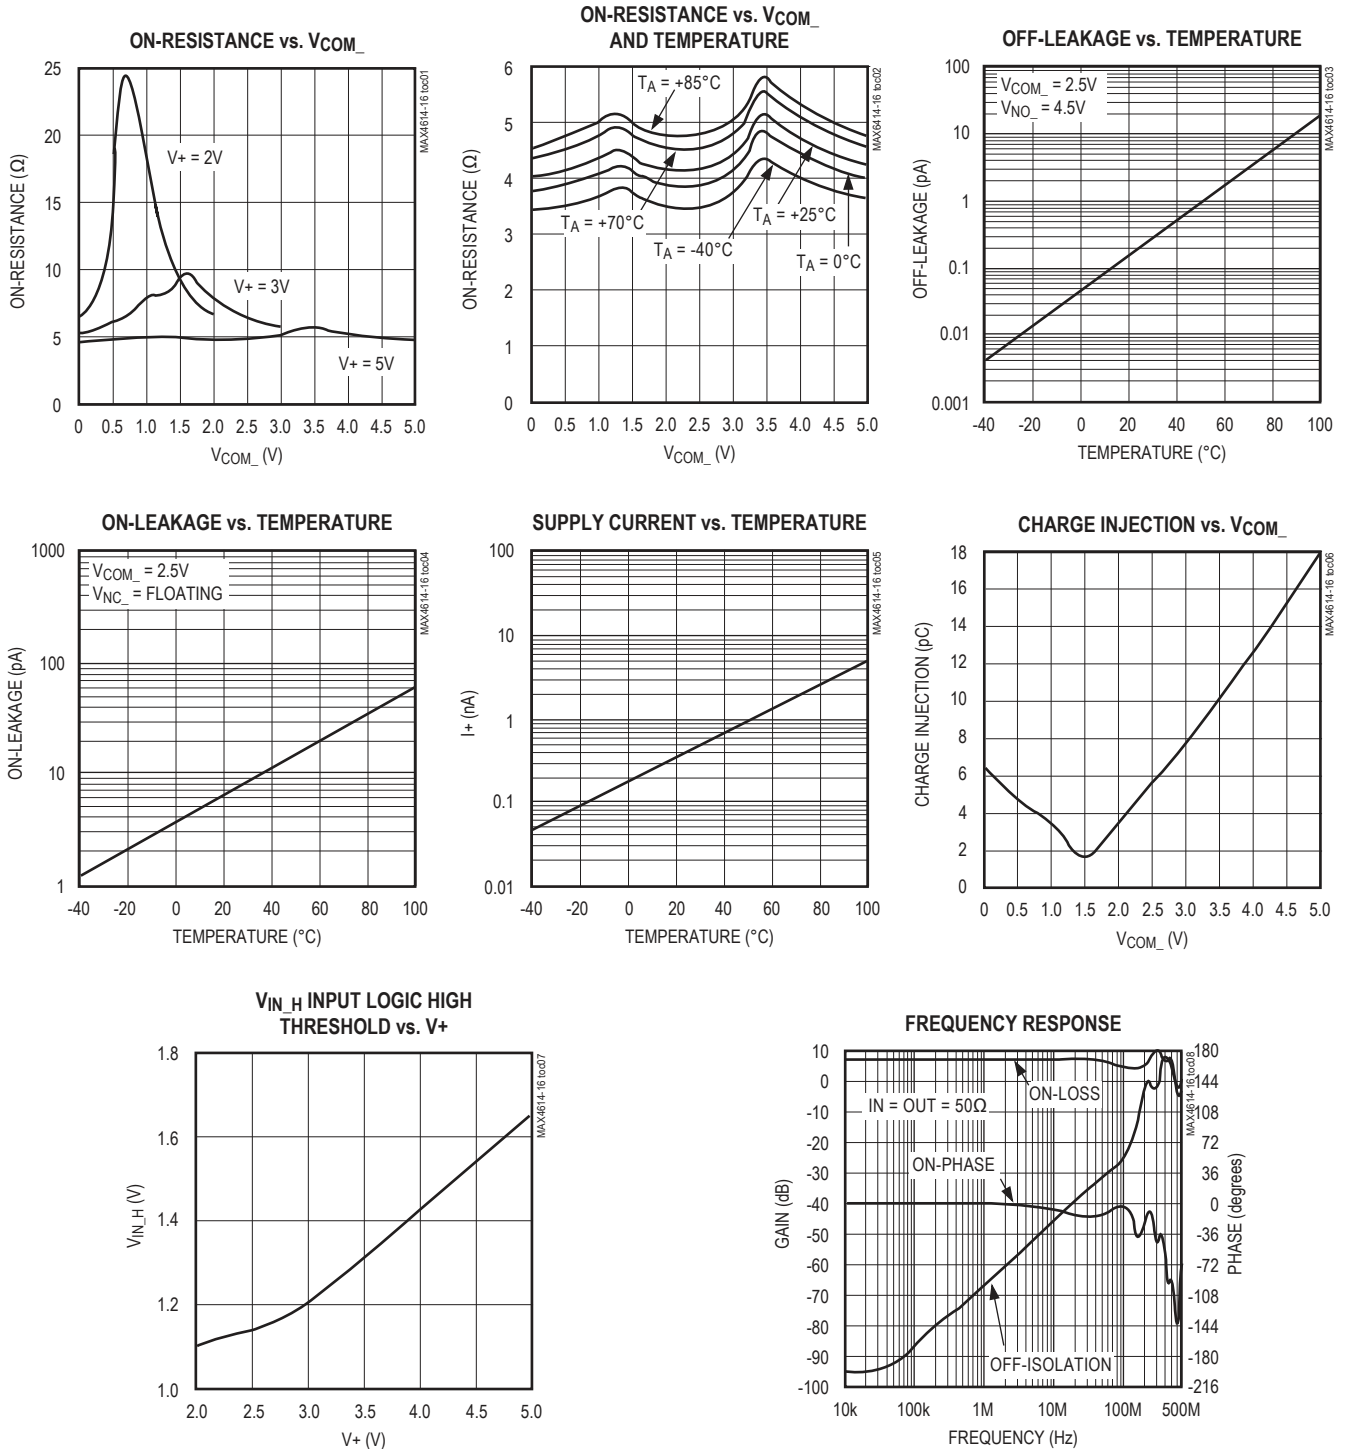 ON-RESISTANCE vs. VCOM_
25
20
15
10
5
0
ON-RESISTANCE (Ω)
V+ = 2V
V+ = 3V
V+ = 5V
0 0.5 1.0 1.5 2.0 2.5 3.0 3.5 4.0 4.5 5.0
VCOM_ (V)
MAX4614-16 toc01
ON-RESISTANCE vs. VCOM_
AND TEMPERATURE
6
5
4
3
2
1
0
ON-RESISTANCE (Ω)
TA = +85°C
TA = +70°C
TA = -40°C
TA = +25°C
TA = 0°C
0 0.5 1.0 1.5 2.0 2.5 3.0 3.5 4.0 4.5 5.0
VCOM_ (V)
MAX6414-16 toc02
OFF-LEAKAGE vs. TEMPERATURE
100
10
1
0.1
0.01
0.001
OFF-LEAKAGE (pA)
VCOM_ = 2.5V
VNO_ = 4.5V
-40 -20 0 20 40 60 80 100
TEMPERATURE (°C)
MAX4614-16 toc03
ON-LEAKAGE vs. TEMPERATURE
1000
100
10
1
ON-LEAKAGE (pA)
VCOM_ = 2.5V
VNC_ = FLOATING
-40 -20 0 20 40 60 80 100
TEMPERATURE (°C)
MAX4614-16 toc04
SUPPLY CURRENT vs. TEMPERATURE
100
10
1
0.1
0.01
I+ (nA)
-40 -20 0 20 40 60 80 100
TEMPERATURE (°C)
MAX4614-16 toc05
CHARGE INJECTION vs. VCOM_
18
16
14
12
10
8
6
4
2
0
CHARGE INJECTION (pC)
0 0.5 1.0 1.5 2.0 2.5 3.0 3.5 4.0 4.5 5.0
VCOM_ (V)
MAX4614-16 toc06
VIN_H INPUT LOGIC HIGH
THRESHOLD vs. V+
1.8
1.6
1.4
1.2
1.0
VIN_H (V)
2.0 2.5 3.0 3.5 4.0 4.5 5.0
V+ (V)
MAX4614-16 toc07
FREQUENCY RESPONSE
10
0
-10
-20
-30
-40
-50
-60
-70
-80
-90
-100
GAIN (dB)
IN = OUT = 50Ω
ON-LOSS
ON-PHASE
OFF-ISOLATION
180
144
108
72
36
0
-36
-72
-108
-144
-180
-216
PHASE (degrees)
10k 100k 1M 10M 100M 500M
FREQUENCY (Hz)
MAX4614-16 toc08